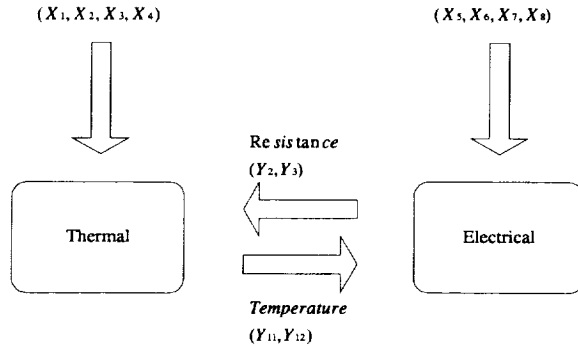 (X1, X2, X3, X4)
(X5, X6, X7, X8)
Resistance
(Y2, Y3)
Thermal
Electrical
Temperature
(Y11, Y12)